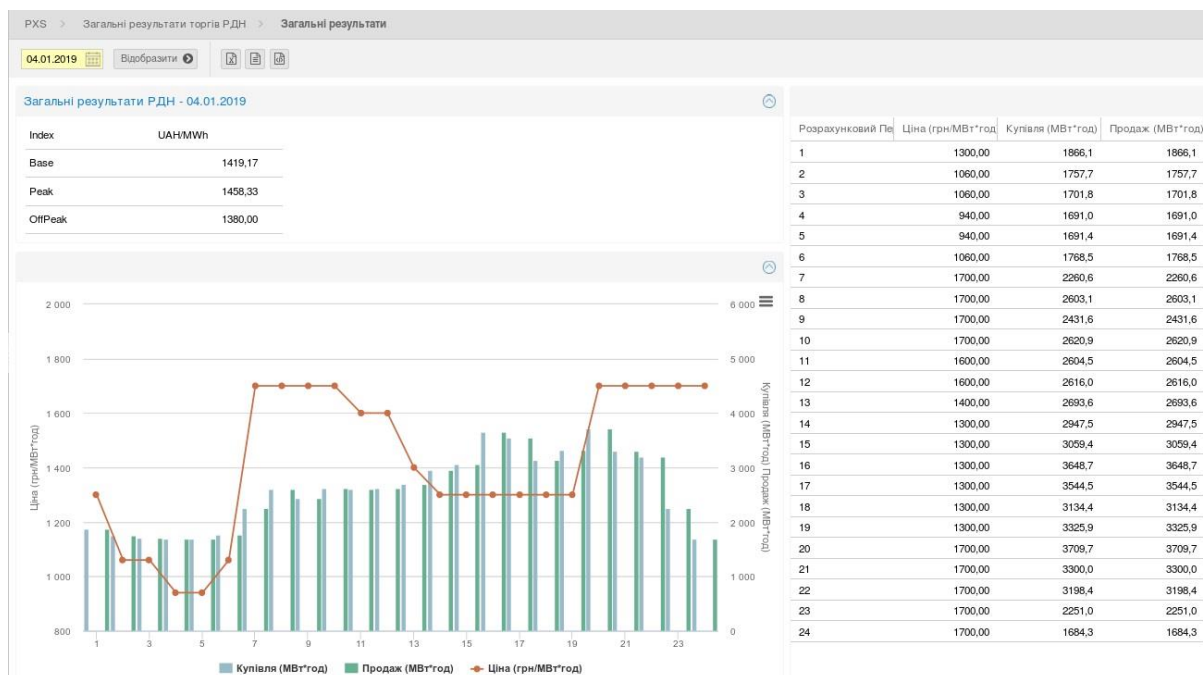 PXS > Загальні результати торгів РДН > Загальні результати
04.01.2019 Відобразити
Загальні результати РДН - 04.01.2019
Index UAH/MWh
Base 1419,17
Peak 1458,33
OffPeak 1380,00
2 000
1 800
1 600
1 400
1 200
1 000
800
Ціна (грн/МВт*год)
6 000
5 000
4 000
3 000
2 000
1 000
0
Купівля (МВт*год) Продаж (МВт*год)
1 3 5 7 9 11 13 15 17 19 21 23
Купівля (МВт*год) Продаж (МВт*год) Ціна (грн/МВт*год)
Розрахунковий Пе Ціна (грн/МВт*год Купівля (МВт*год) Продаж (МВт*год)
1 1300,00 1866,1 1866,1
2 1060,00 1757,7 1757,7
3 1060,00 1701,8 1701,8
4 940,00 1691,0 1691,0
5 940,00 1691,4 1691,4
6 1060,00 1768,5 1768,5
7 1700,00 2260,6 2260,6
8 1700,00 2603,1 2603,1
9 1700,00 2431,6 2431,6
10 1700,00 2620,9 2620,9
11 1600,00 2604,5 2604,5
12 1600,00 2616,0 2616,0
13 1400,00 2693,6 2693,6
14 1300,00 2947,5 2947,5
15 1300,00 3059,4 3059,4
16 1300,00 3648,7 3648,7
17 1300,00 3544,5 3544,5
18 1300,00 3134,4 3134,4
19 1300,00 3325,9 3325,9
20 1700,00 3709,7 3709,7
21 1700,00 3300,0 3300,0
22 1700,00 3198,4 3198,4
23 1700,00 2251,0 2251,0
24 1700,00 1684,3 1684,3